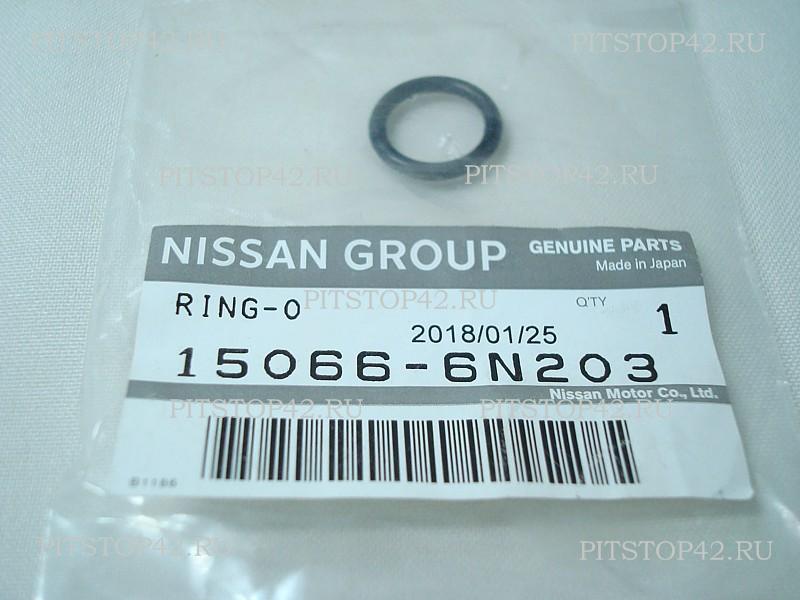 PITSTOP42.RU PITSTOP42.RU
PITSTOP42.RU PITSTOP42.RU
NISSAN GROUP GENUINE PARTS
Made in Japan
RING-O PITSTOP42.RU Q'TY 1
2018/01/25
15066-6N203
Nissan Motor Co., Ltd.
PITSTOP42.RU PITSTOP42.RU
B1186
PITSTOP42.RU PITSTOP42.RU